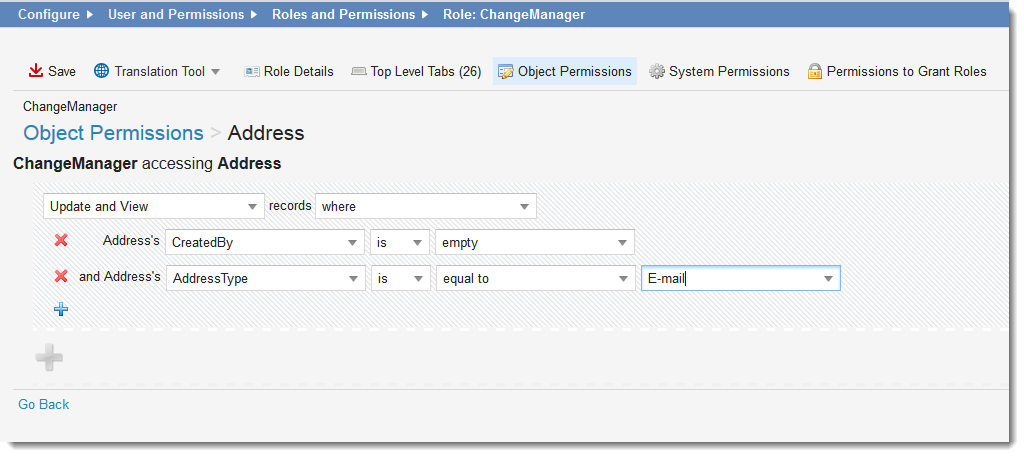 Configure User and Permissions Roles and Permissions Role: ChangeManager
Save Translation Tool Role Details Top Level Tabs (26) Object Permissions System Permissions Permissions to Grant Roles
ChangeManager
Object Permissions > Address
ChangeManager accessing Address
Update and View records where
Address's CreatedBy is empty
and Address's AddressType is equal to E-mail
Go Back